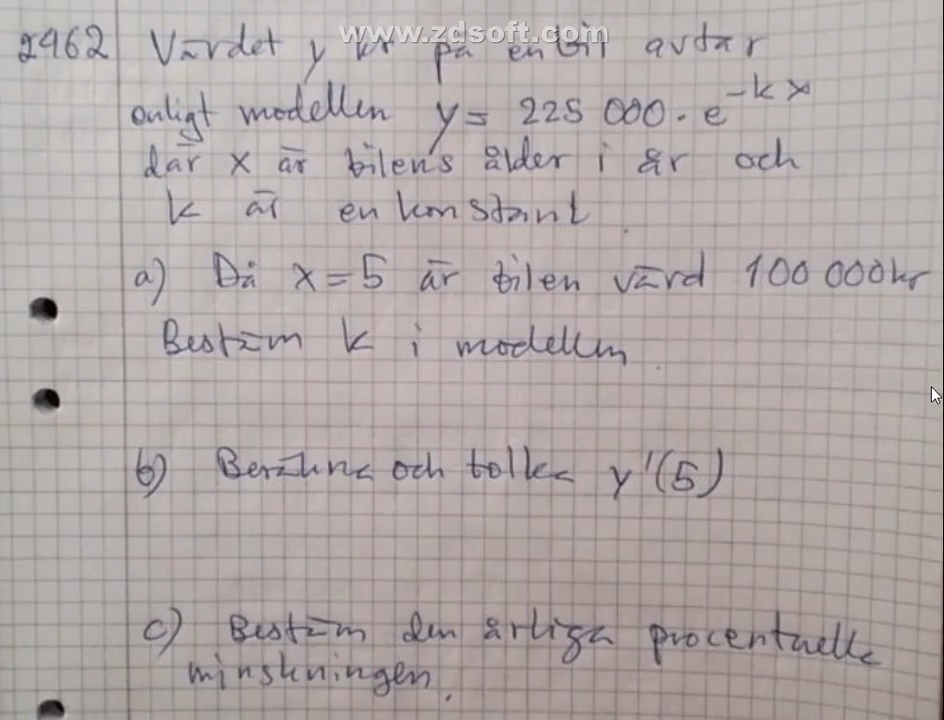 www.zdsoft.com
2462 Värdet y kr på en bil avtar
enligt modellen y = 225 000 · e^-kx
där x är bilens ålder i år och
k är en konstant.
a) Då x = 5 är bilen värd 100 000 kr
Bestäm k i modellen.
b) Beräkna och tolka y'(5)
c) Bestäm den årliga procentuella
minskningen.